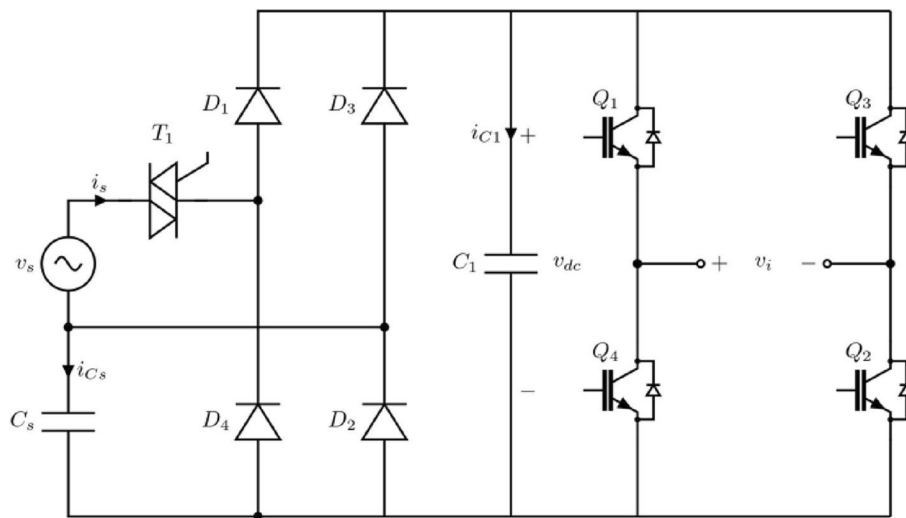 D1
D3
Q1
Q3
T1
iC1
+
is
vs
C1
vdc
+
vi
−
iCs
Q4
Q2
Cs
D4
D2
−